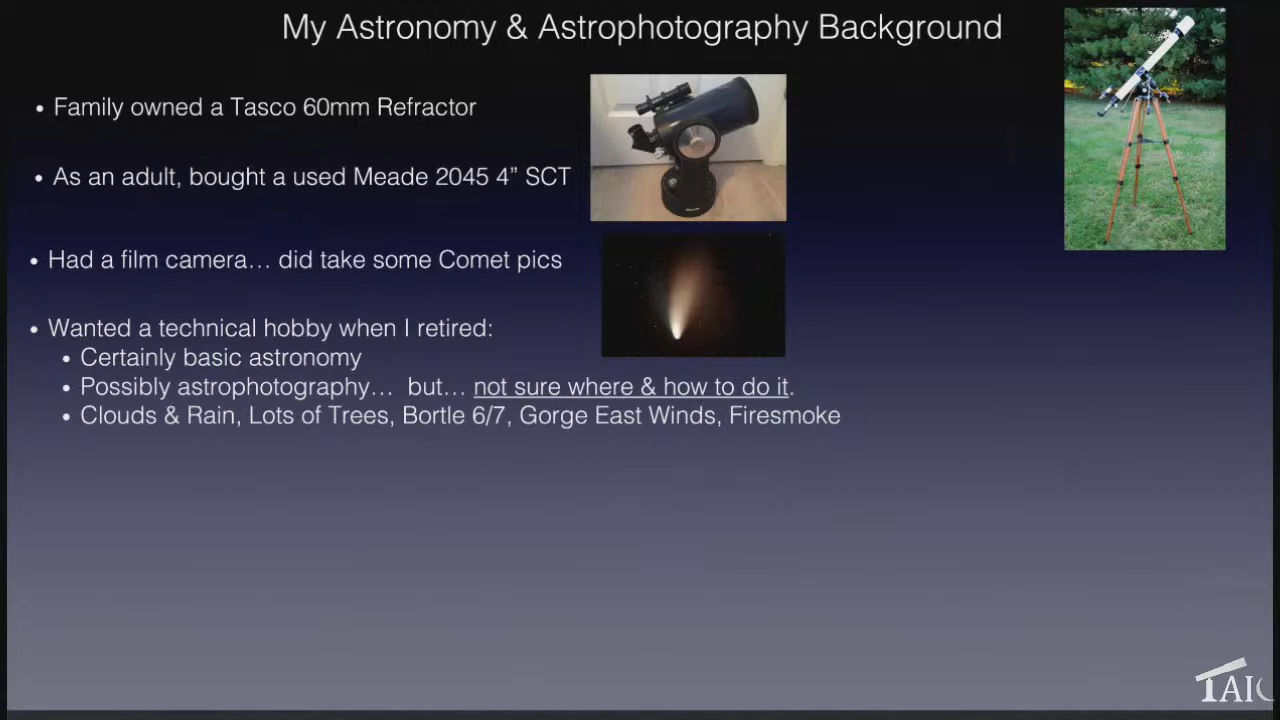 My Astronomy & Astrophotography Background
• Family owned a Tasco 60mm Refractor
• As an adult, bought a used Meade 2045 4” SCT
• Had a film camera… did take some Comet pics
• Wanted a technical hobby when I retired:
• Certainly basic astronomy
• Possibly astrophotography… but… not sure where & how to do it.
• Clouds & Rain, Lots of Trees, Bortle 6/7, Gorge East Winds, Firesmoke
TAIC